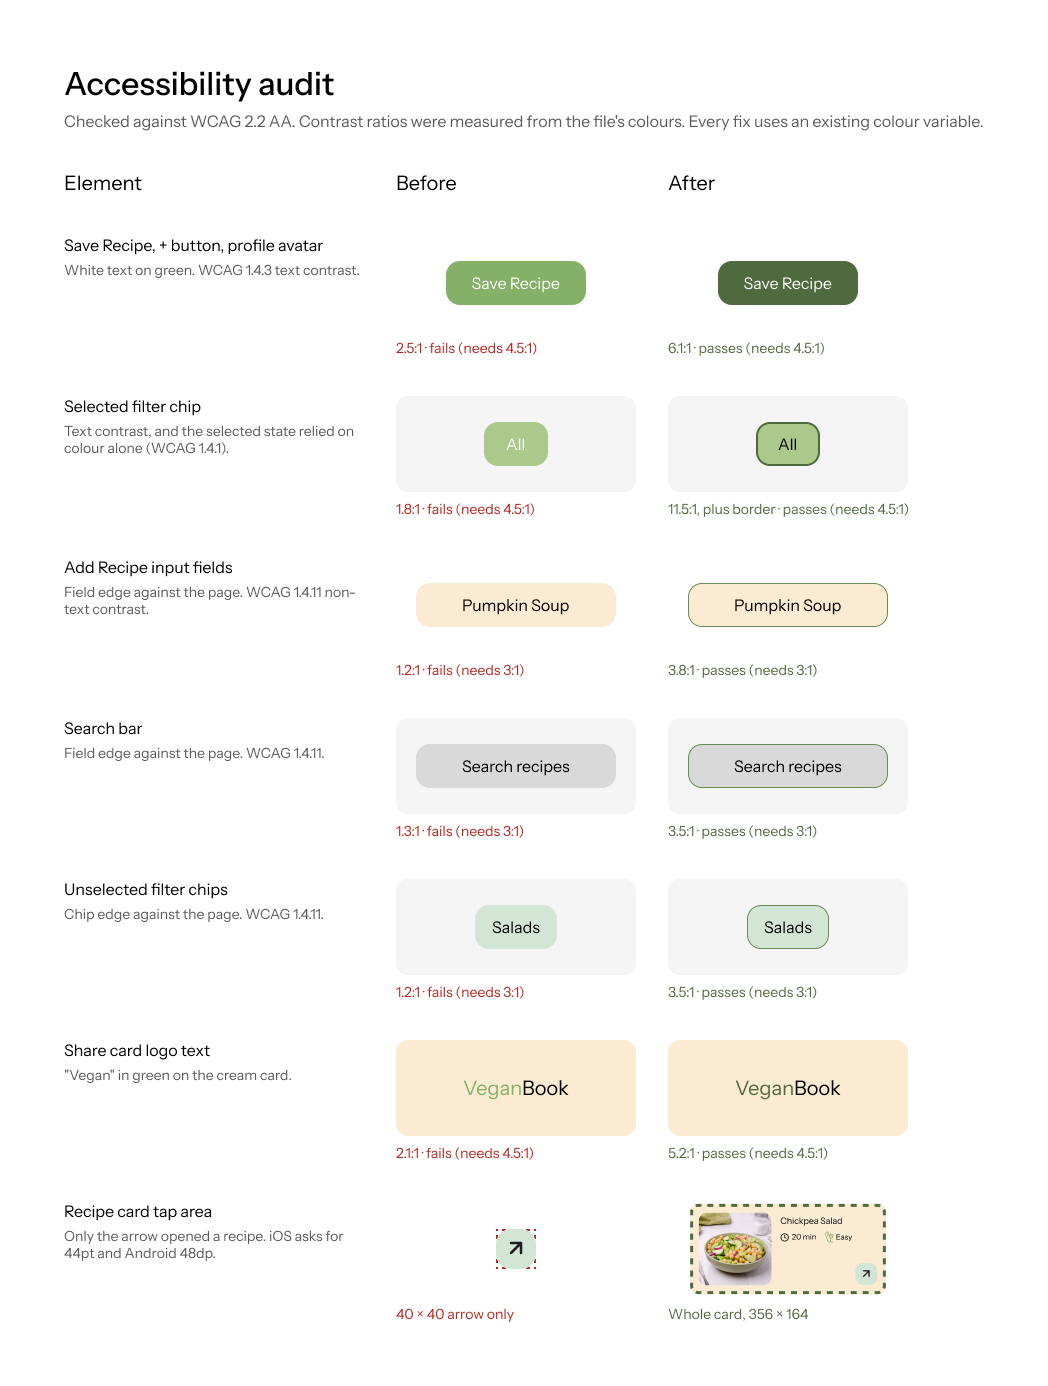 Accessibility audit
Checked against WCAG 2.2 AA. Contrast ratios were measured from the file's colours. Every fix uses an existing colour variable.
Element
Before
After
Save Recipe, + button, profile avatar
White text on green. WCAG 1.4.3 text contrast.
Save Recipe
2.5:1 · fails (needs 4.5:1)
Save Recipe
6.1:1 · passes (needs 4.5:1)
Selected filter chip
Text contrast, and the selected state relied on
colour alone (WCAG 1.4.1).
All
1.8:1 · fails (needs 4.5:1)
All
11.5:1, plus border · passes (needs 4.5:1)
Add Recipe input fields
Field edge against the page. WCAG 1.4.11 non-
text contrast.
Pumpkin Soup
1.2:1 · fails (needs 3:1)
Pumpkin Soup
3.8:1 · passes (needs 3:1)
Search bar
Field edge against the page. WCAG 1.4.11.
Search recipes
1.3:1 · fails (needs 3:1)
Search recipes
3.5:1 · passes (needs 3:1)
Unselected filter chips
Chip edge against the page. WCAG 1.4.11.
Salads
1.2:1 · fails (needs 3:1)
Salads
3.5:1 · passes (needs 3:1)
Share card logo text
"Vegan" in green on the cream card.
VeganBook
2.1:1 · fails (needs 4.5:1)
VeganBook
5.2:1 · passes (needs 4.5:1)
Recipe card tap area
Only the arrow opened a recipe. iOS asks for
44pt and Android 48dp.
40 × 40 arrow only
Chickpea Salad
20 min
Easy
Whole card, 356 × 164